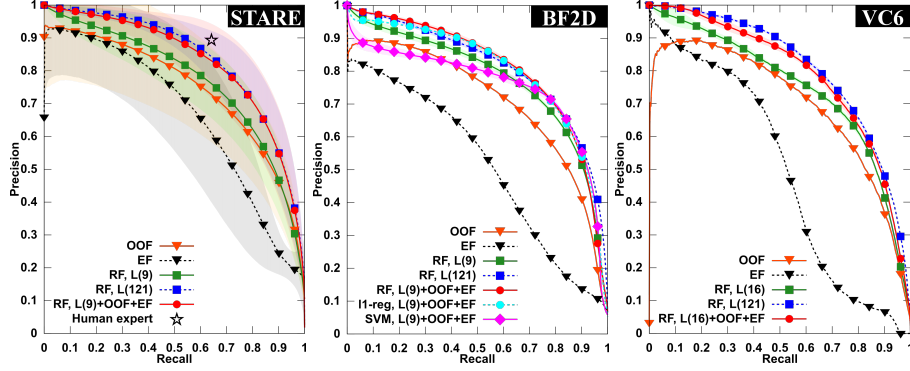 STARE
1
0.9
0.8
0.7
0.6
0.5
0.4
0.3
0.2
0.1
0
Precision
OOF
EF
RF, L(9)
RF, L(121)
RF, L(9)+OOF+EF
Human expert
0 0.1 0.2 0.3 0.4 0.5 0.6 0.7 0.8 0.9 1
Recall
BF2D
1
0.9
0.8
0.7
0.6
0.5
0.4
0.3
0.2
0.1
0
Precision
OOF
EF
RF, L(9)
RF, L(121)
RF, L(9)+OOF+EF
l1-reg, L(9)+OOF+EF
SVM, L(9)+OOF+EF
0 0.1 0.2 0.3 0.4 0.5 0.6 0.7 0.8 0.9 1
Recall
VC6
1
0.9
0.8
0.7
0.6
0.5
0.4
0.3
0.2
0.1
0
Precision
OOF
EF
RF, L(16)
RF, L(121)
RF, L(16)+OOF+EF
0 0.1 0.2 0.3 0.4 0.5 0.6 0.7 0.8 0.9 1
Recall